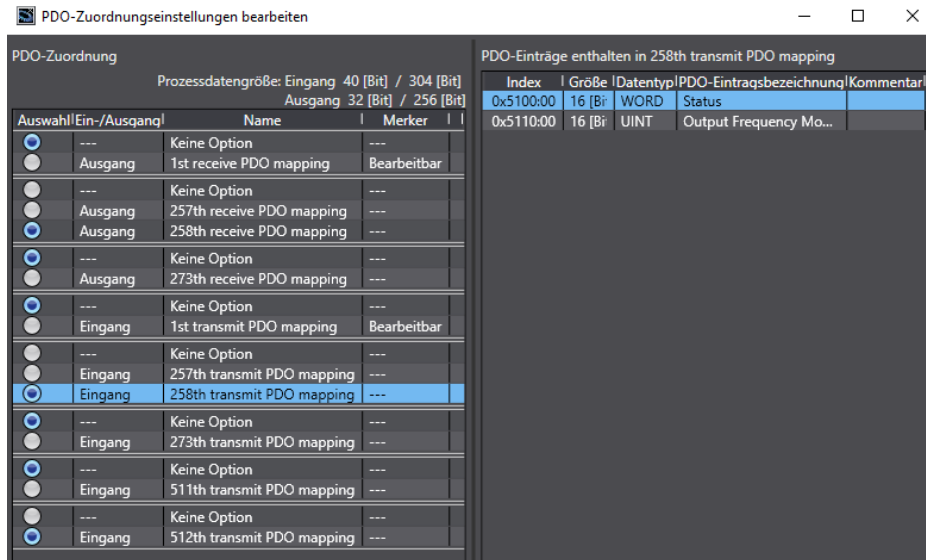 PDO-Zuordnungseinstellungen bearbeiten
PDO-Zuordnung
Prozessdatengröße: Eingang 40 [Bit] / 304 [Bit]
Ausgang 32 [Bit] / 256 [Bit]
Auswahl Ein-/Ausgang Name Merker
--- Keine Option ---
Ausgang 1st receive PDO mapping Bearbeitbar
--- Keine Option ---
Ausgang 257th receive PDO mapping ---
Ausgang 258th receive PDO mapping ---
--- Keine Option ---
Ausgang 273th receive PDO mapping ---
--- Keine Option ---
Eingang 1st transmit PDO mapping Bearbeitbar
--- Keine Option ---
Eingang 257th transmit PDO mapping ---
Eingang 258th transmit PDO mapping ---
--- Keine Option ---
Eingang 273th transmit PDO mapping ---
--- Keine Option ---
Eingang 511th transmit PDO mapping ---
--- Keine Option ---
Eingang 512th transmit PDO mapping ---
PDO-Einträge enthalten in 258th transmit PDO mapping
Index Größe Datentyp PDO-Eintragsbezeichnung Kommentar
0x5100:00 16 [Bi WORD Status
0x5110:00 16 [Bi UINT Output Frequency Mo...